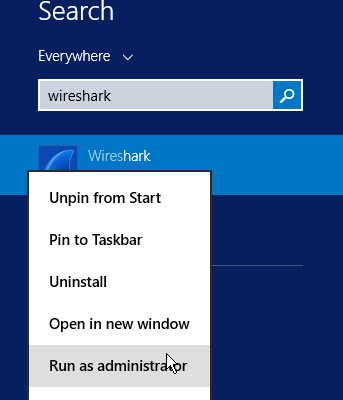 Search
Everywhere
wireshark
Wireshark
Unpin from Start
Pin to Taskbar
Uninstall
Open in new window
Run as administrator